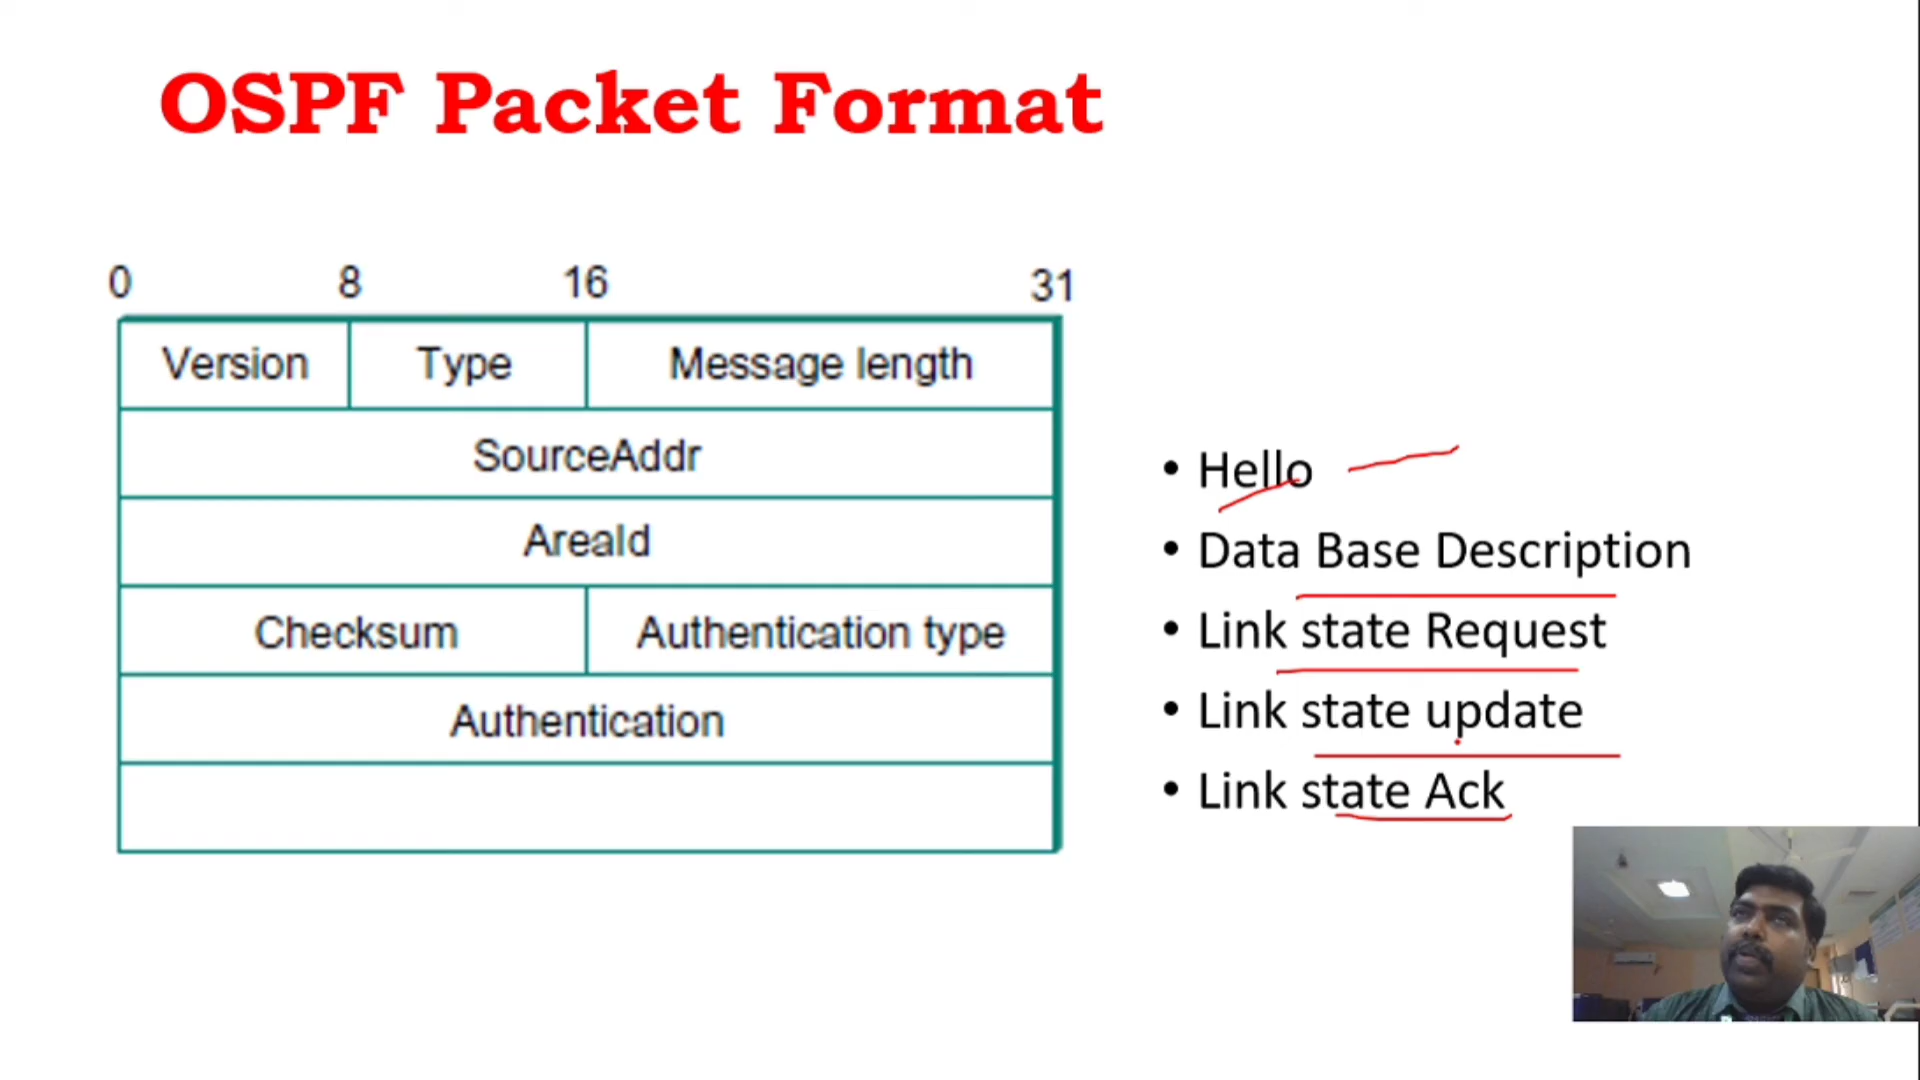 OSPF Packet Format
0 8 16 31
Version Type Message length
SourceAddr
AreaId
Checksum Authentication type
Authentication
• Hello
• Data Base Description
• Link state Request
• Link state update
• Link state Ack